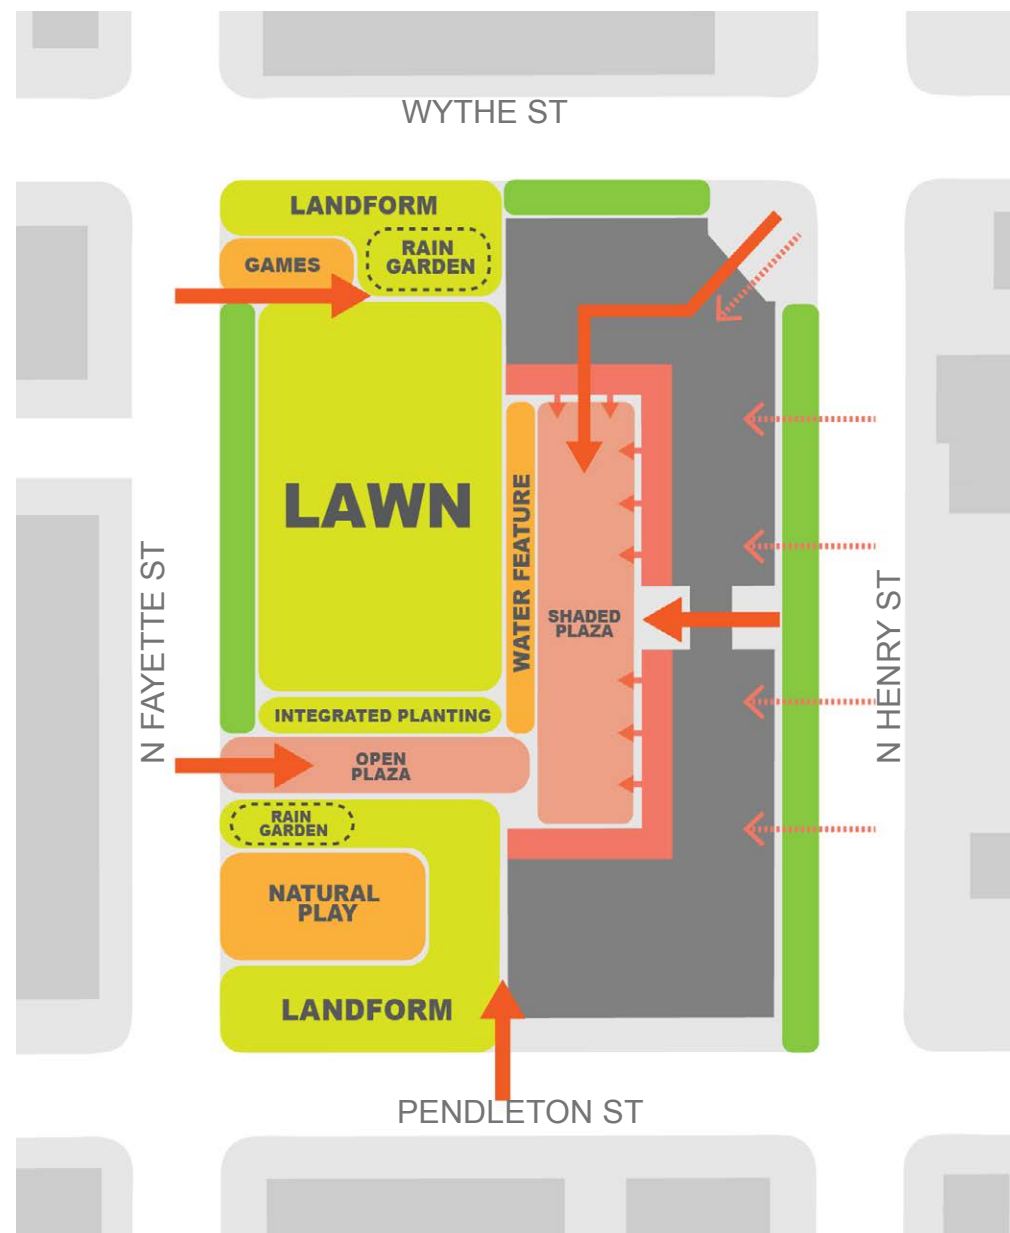 WYTHE ST
LANDFORM
RAIN
GARDEN
GAMES
LAWN
WATER FEATURE
SHADED
PLAZA
N FAYETTE ST
N HENRY ST
INTEGRATED PLANTING
OPEN
PLAZA
RAIN
GARDEN
NATURAL
PLAY
LANDFORM
PENDLETON ST